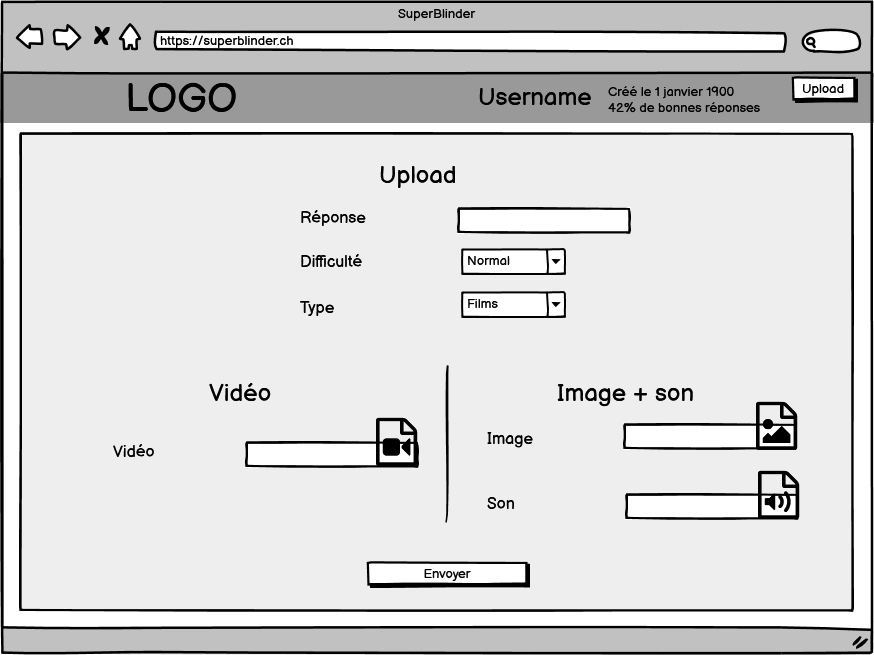 SuperBlinder
https://superblinder.ch
LOGO
Username
Créé le 1 janvier 1900
42% de bonnes réponses
Upload
Upload
Réponse
Difficulté
Normal
Type
Films
Vidéo
Vidéo
Image + son
Image
Son
Envoyer